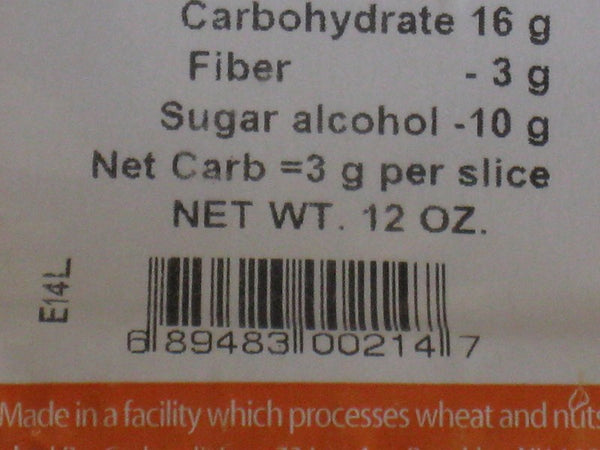 Carbohydrate 16 g
Fiber - 3 g
Sugar alcohol -10 g
Net Carb =3 g per slice
NET WT. 12 OZ.
E14L
6 89483 00214 7
Made in a facility which processes wheat and nuts